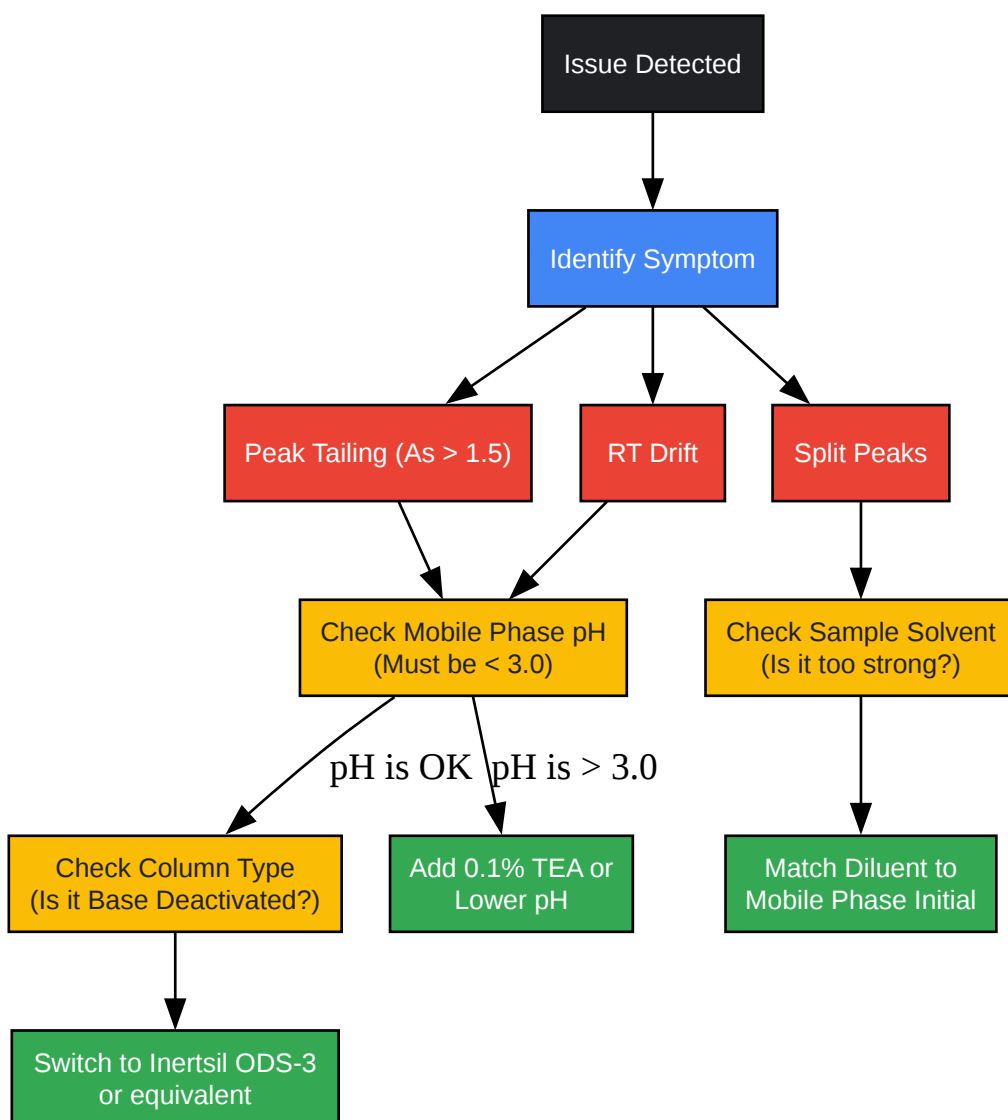 Issue Detected
Identify Symptom
Peak Tailing (As > 1.5)
RT Drift
Split Peaks
Check Mobile Phase pH
(Must be < 3.0)
Check Sample Solvent
(Is it too strong?)
pH is OK
pH is > 3.0
Check Column Type
(Is it Base Deactivated?)
Add 0.1% TEA or
Lower pH
Match Diluent to
Mobile Phase Initial
Switch to Inertsil ODS-3
or equivalent